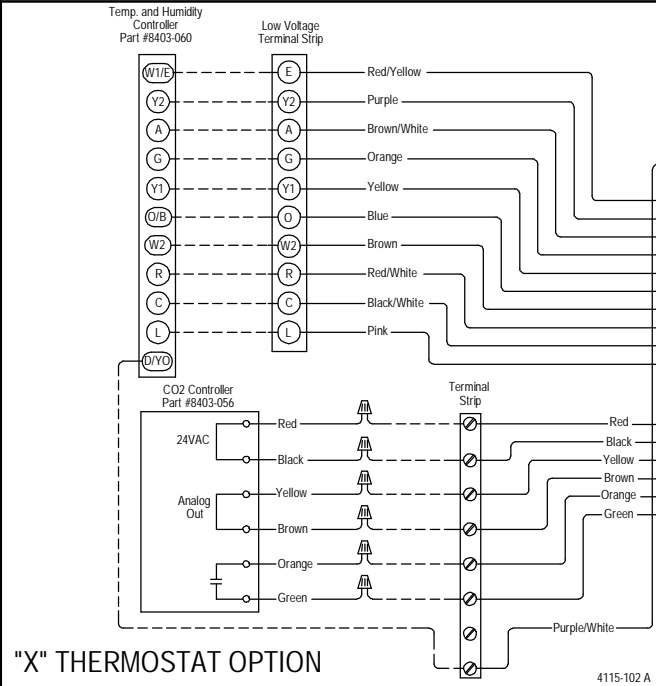 Temp. and Humidity
Controller
Part #8403-060
Low Voltage
Terminal Strip
W1/E E Red/Yellow
Y2 Y2 Purple
A A Brown/White
G G Orange
Y1 Y1 Yellow
O/B O Blue
W2 W2 Brown
R R Red/White
C C Black/White
L L Pink
D/YO
CO2 Controller
Part #8403-056
Terminal
Strip
24VAC
Red Red
Black Black
Analog
Out
Yellow Yellow
Brown Brown
Orange Orange
Green Green
Purple/White
"X" THERMOSTAT OPTION
4115-102 A